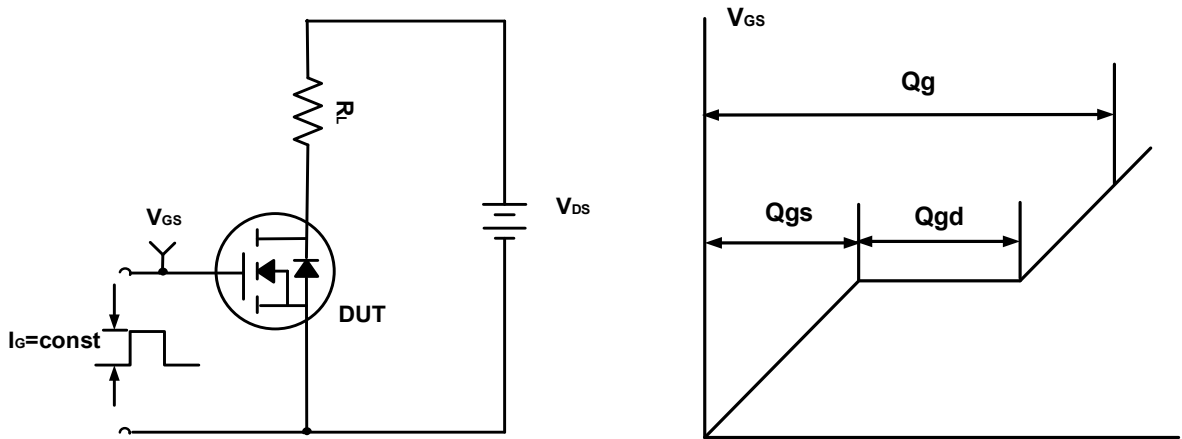 VGS
Qg
RL
VGS
VDS
Qgs
Qgd
DUT
IG=const